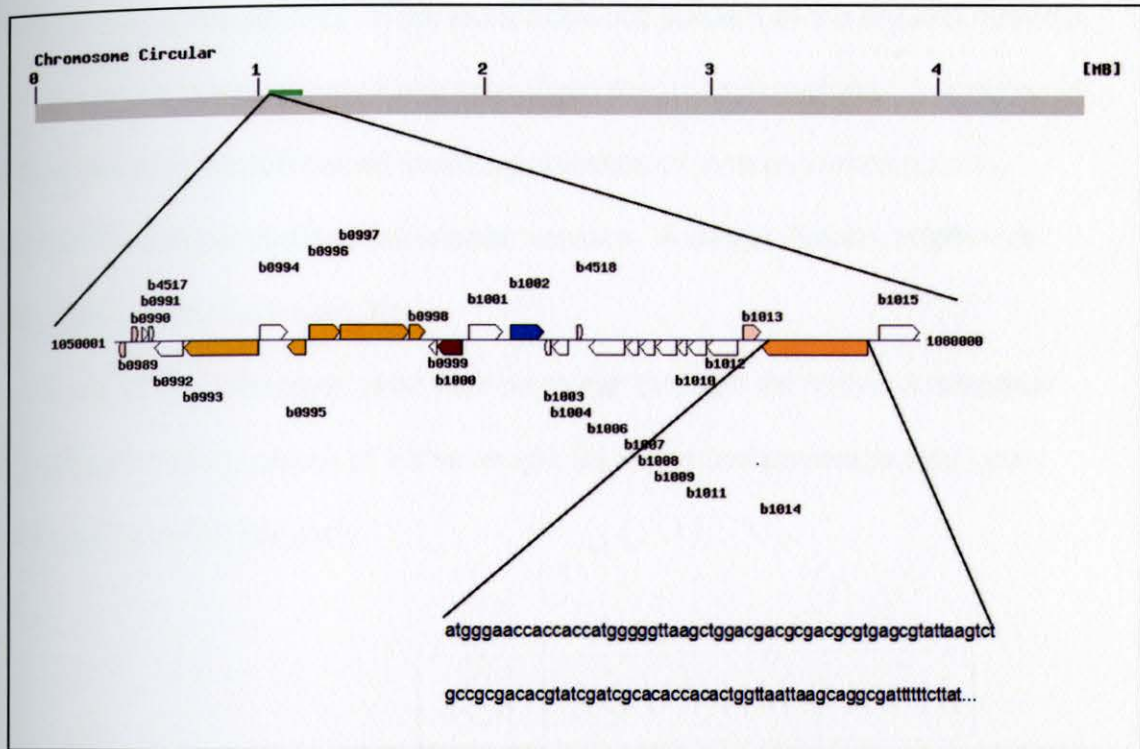 Chromosome Circular
0 1 2 3 4 [MB]
b0997
b0996
b0994
b4517
b4518
b0991
b1002
b0990
b1001
b1015
b0998
b1013
1050001
1080000
b0989
b0999
b1012
b0992
b1000
b1010
b0993
b1003
b0995
b1004
b1006
b1007
b1008
b1009
b1011
b1014
atgggaaccaccaccatgggggttaagctggacgacgcgacgcgtgagcgtattaagtct
gccgcgacacgtatcgatcgcacaccacactggttaattaagcaggcgattttttcttat...